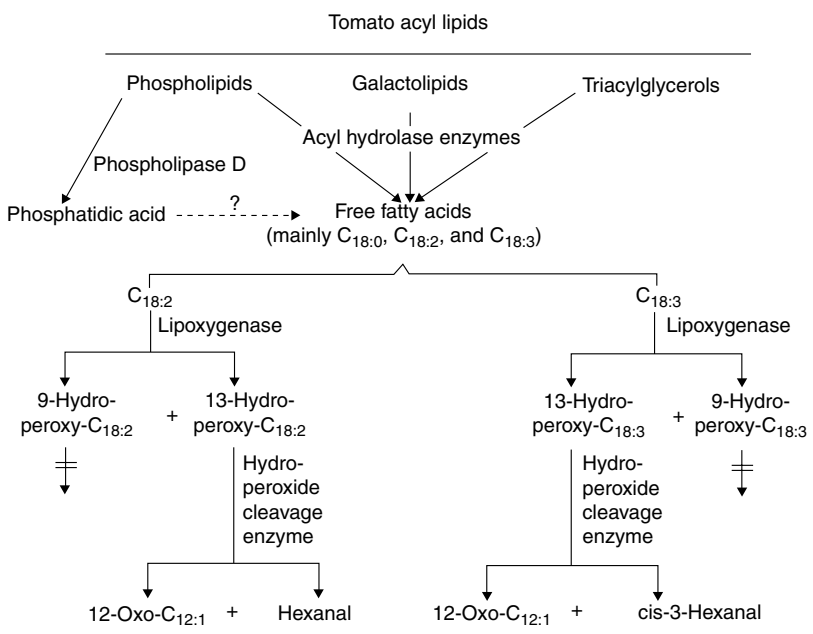 Tomato acyl lipids
Phospholipids
Galactolipids
Triacylglycerols
Acyl hydrolase enzymes
Phospholipase D
Phosphatidic acid
?
Free fatty acids
(mainly C18:0, C18:2, and C18:3)
C18:2
Lipoxygenase
C18:3
Lipoxygenase
9-Hydro-
peroxy-C18:2
+
13-Hydro-
peroxy-C18:2
13-Hydro-
peroxy-C18:3
+
9-Hydro-
peroxy-C18:3
Hydro-
peroxide
cleavage
enzyme
Hydro-
peroxide
cleavage
enzyme
12-Oxo-C12:1
+
Hexanal
12-Oxo-C12:1
+
cis-3-Hexanal